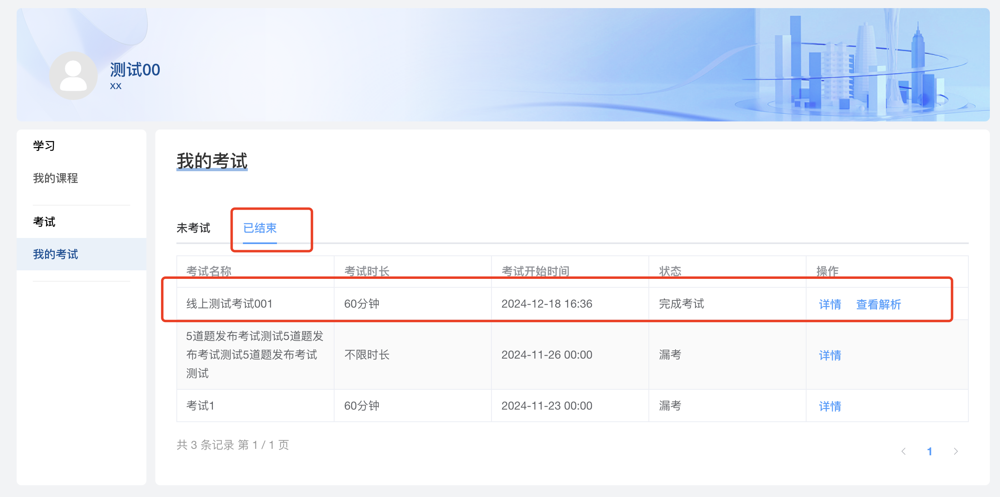 测试00
xx
学习
我的课程
考试
我的考试
我的考试
未考试 已结束
考试名称 考试时长 考试开始时间 状态 操作
线上测试考试001 60分钟 2024-12-18 16:36 完成考试 详情 查看解析
5道题发布考试测试5道题发
布考试测试5道题发布考试
测试
不限时长 2024-11-26 00:00 漏考 详情
考试1 60分钟 2024-11-23 00:00 漏考 详情
共 3 条记录 第 1 / 1 页
1